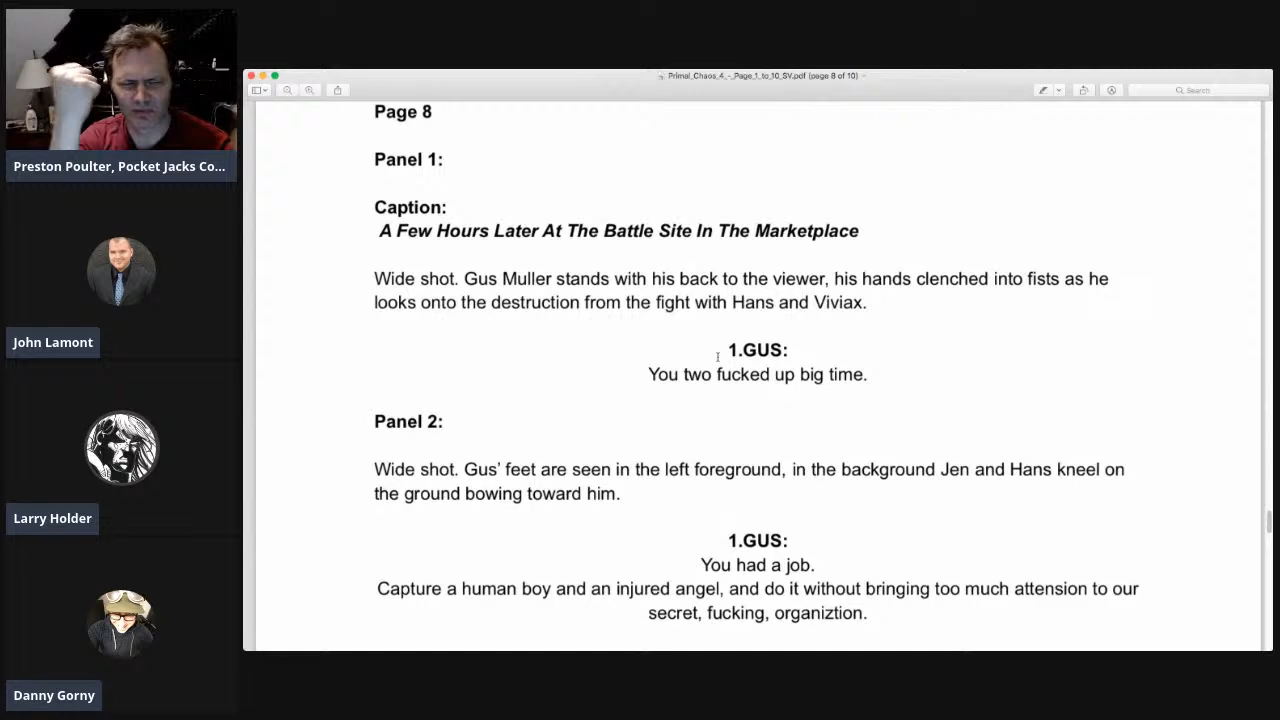 Primal_Chaos_4_-_Page_1_to_10_SV.pdf (page 8 of 10)
Search
Page 8
Panel 1:
Caption:
A Few Hours Later At The Battle Site In The Marketplace
Wide shot. Gus Muller stands with his back to the viewer, his hands clenched into fists as he
looks onto the destruction from the fight with Hans and Viviax.
1.GUS:
You two fucked up big time.
Panel 2:
Wide shot. Gus' feet are seen in the left foreground, in the background Jen and Hans kneel on
the ground bowing toward him.
1.GUS:
You had a job.
Capture a human boy and an injured angel, and do it without bringing too much attension to our
secret, fucking, organiztion.
Preston Poulter, Pocket Jacks Co...
John Lamont
Larry Holder
Danny Gorny